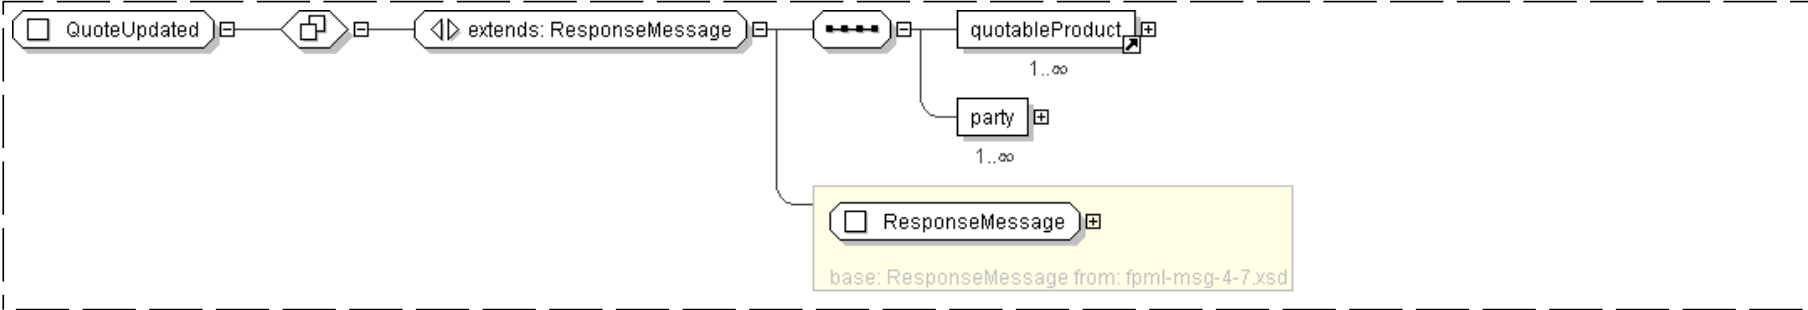 QuoteUpdated
extends: ResponseMessage
quotableProduct
1..∞
party
1..∞
ResponseMessage
base: ResponseMessage from: fpml-msg-4-7.xsd